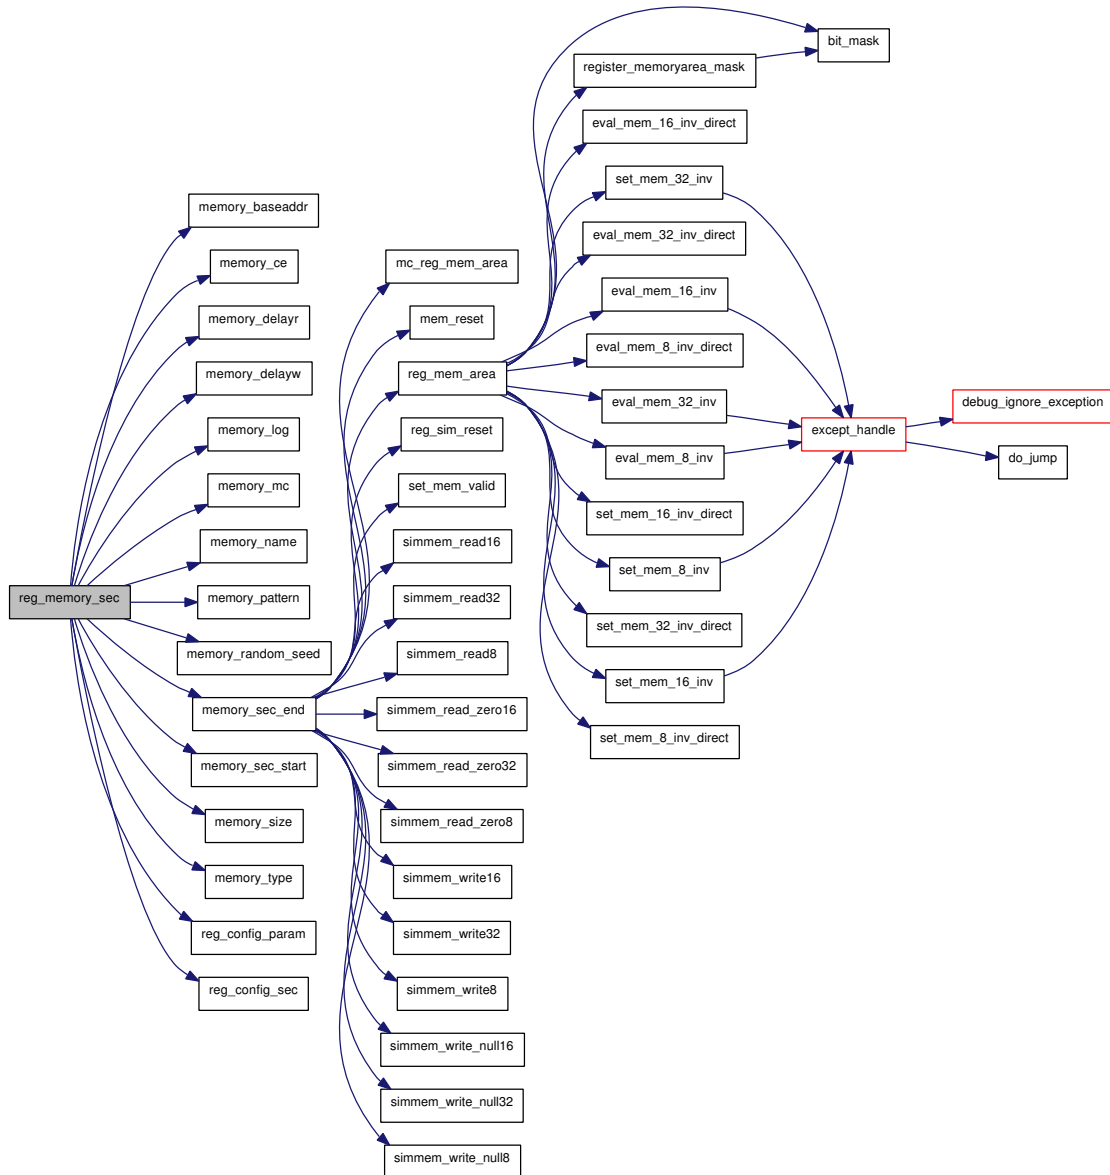 reg_memory_sec
memory_baseaddr
memory_ce
memory_delayr
memory_delayw
memory_log
memory_mc
memory_name
memory_pattern
memory_random_seed
memory_sec_end
memory_sec_start
memory_size
memory_type
reg_config_param
reg_config_sec
mc_reg_mem_area
mem_reset
reg_mem_area
reg_sim_reset
set_mem_valid
simmem_read16
simmem_read32
simmem_read8
simmem_read_zero16
simmem_read_zero32
simmem_read_zero8
simmem_write16
simmem_write32
simmem_write8
simmem_write_null16
simmem_write_null32
simmem_write_null8
register_memoryarea_mask
eval_mem_16_inv_direct
set_mem_32_inv
eval_mem_32_inv_direct
eval_mem_16_inv
eval_mem_8_inv_direct
eval_mem_32_inv
eval_mem_8_inv
set_mem_16_inv_direct
set_mem_8_inv
set_mem_32_inv_direct
set_mem_16_inv
set_mem_8_inv_direct
bit_mask
except_handle
debug_ignore_exception
do_jump